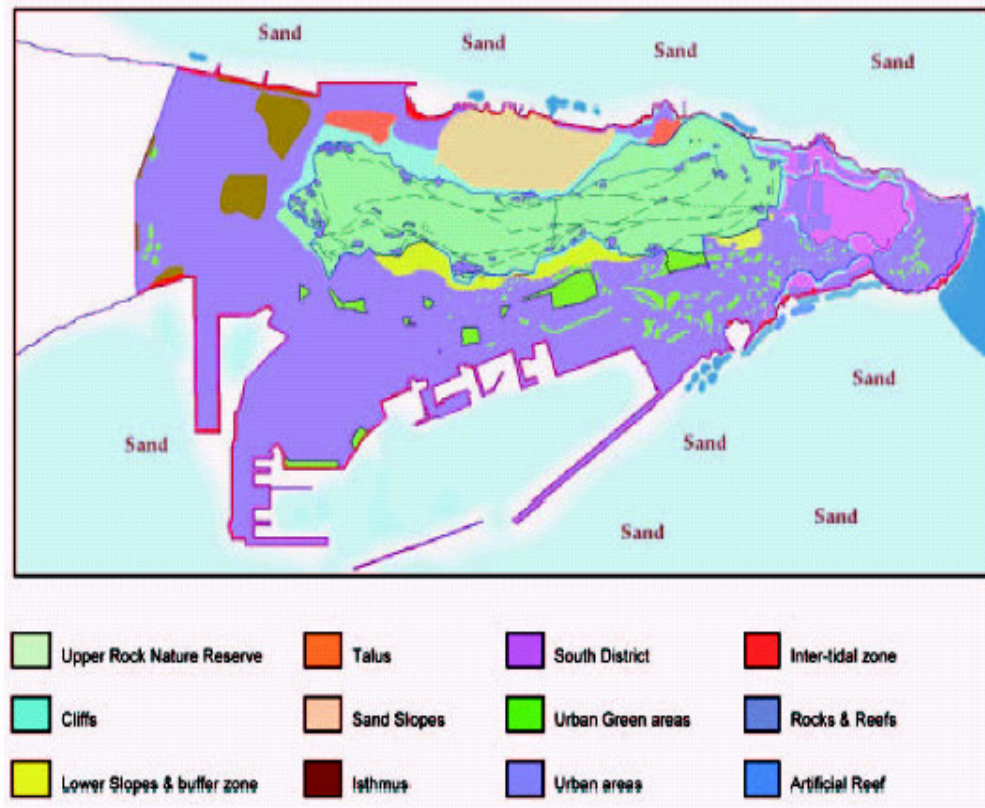 Sand
Sand
Sand
Sand
Sand
Sand
Sand
Sand
Sand
Upper Rock Nature Reserve
Talus
South District
Inter-tidal zone
Cliffs
Sand Slopes
Urban Green areas
Rocks & Reefs
Lower Slopes & buffer zone
Isthmus
Urban areas
Artificial Reef